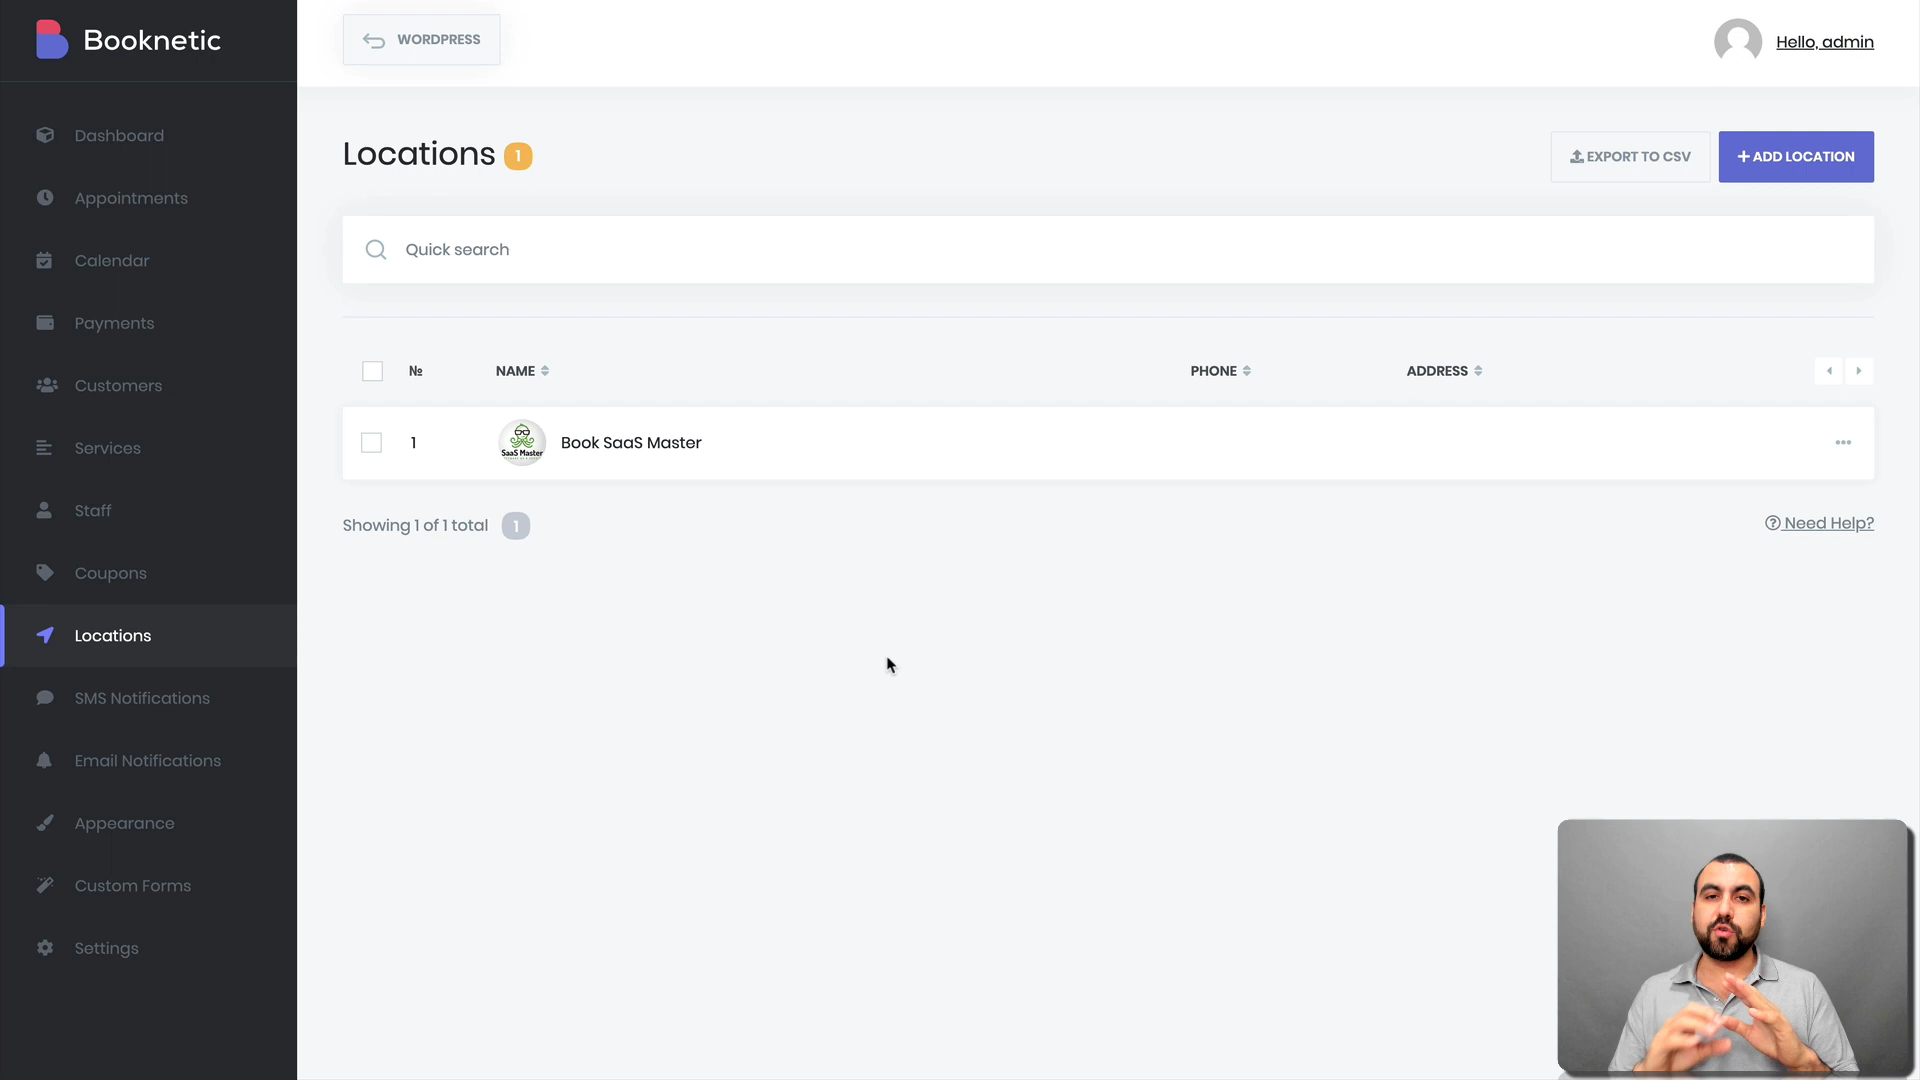 Booknetic
WORDPRESS
Hello, admin
Dashboard
Appointments
Calendar
Payments
Customers
Services
Staff
Coupons
Locations
SMS Notifications
Email Notifications
Appearance
Custom Forms
Settings
Locations 1
EXPORT TO CSV
+ ADD LOCATION
Quick search
№ NAME PHONE ADDRESS
1 SaaS Master Book SaaS Master
Showing 1 of 1 total 1
Need Help?